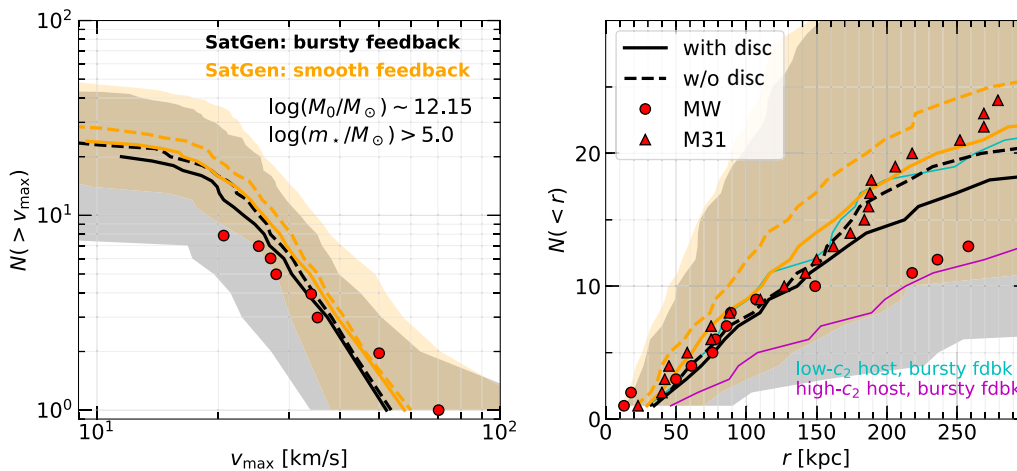 10²
10¹
10⁰
N(> v_max)
SatGen: bursty feedback
SatGen: smooth feedback
log(M₀/M⊙) ~ 12.15
log(m⋆/M⊙) > 5.0
10¹
10²
v_max [km/s]
20
10
0
N(< r)
with disc
w/o disc
MW
M31
low-c₂ host, bursty fdbk
high-c₂ host, bursty fdbk
0
50
100
150
200
250
r [kpc]